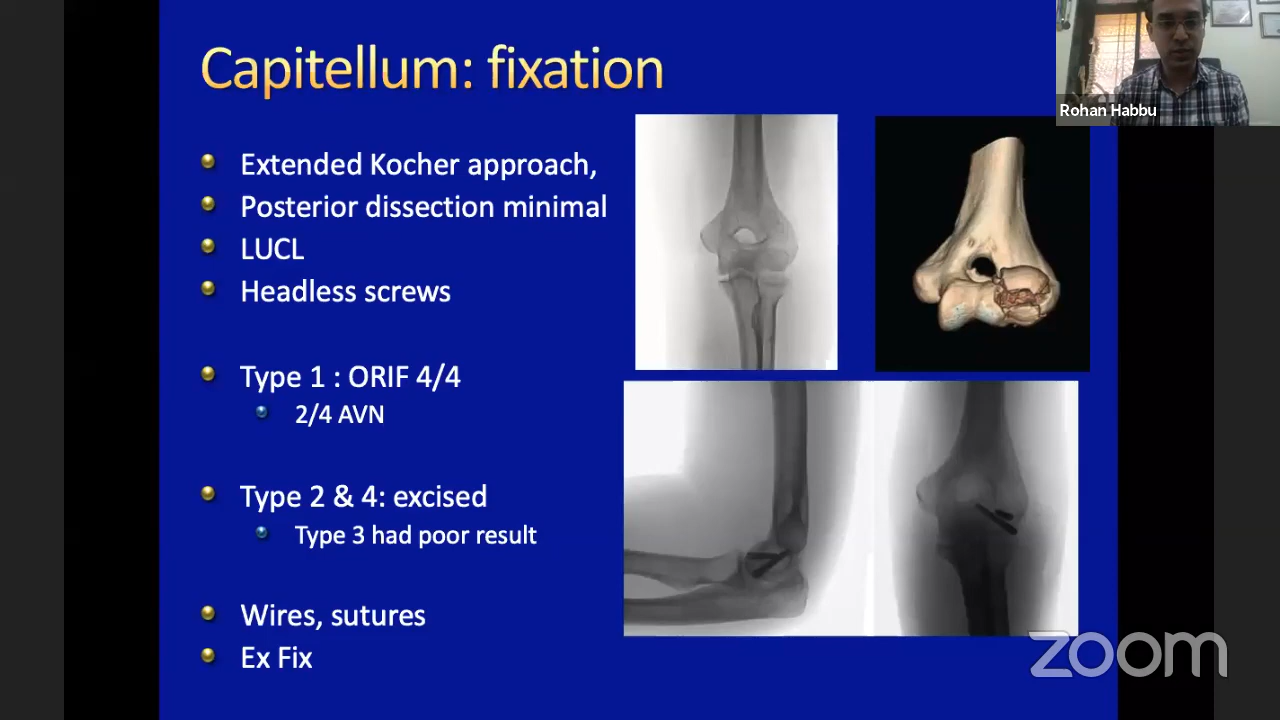 Capitellum: fixation
Rohan Habbu
Extended Kocher approach,
Posterior dissection minimal
LUCL
Headless screws
Type 1 : ORIF 4/4
2/4 AVN
Type 2 & 4: excised
Type 3 had poor result
Wires, sutures
Ex Fix
zoom